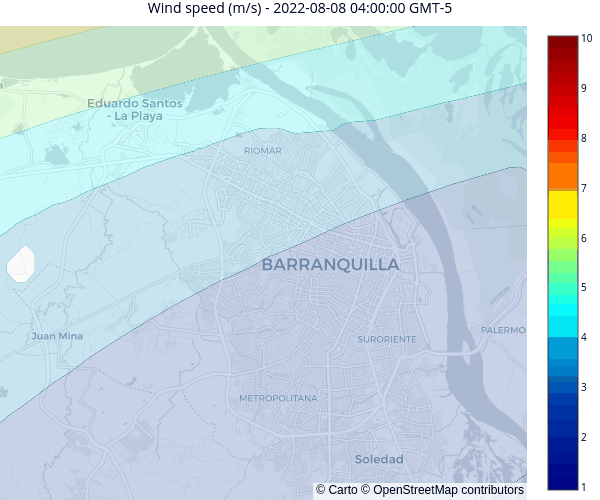 Wind speed (m/s) - 2022-08-08 04:00:00 GMT-5
10
9
8
7
6
5
4
3
2
1
Eduardo Santos
- La Playa
RIOMAR
BARRANQUILLA
Juan Mina
SURORIENTE
PALERMO
METROPOLITANA
Soledad
© Carto © OpenStreetMap contributors